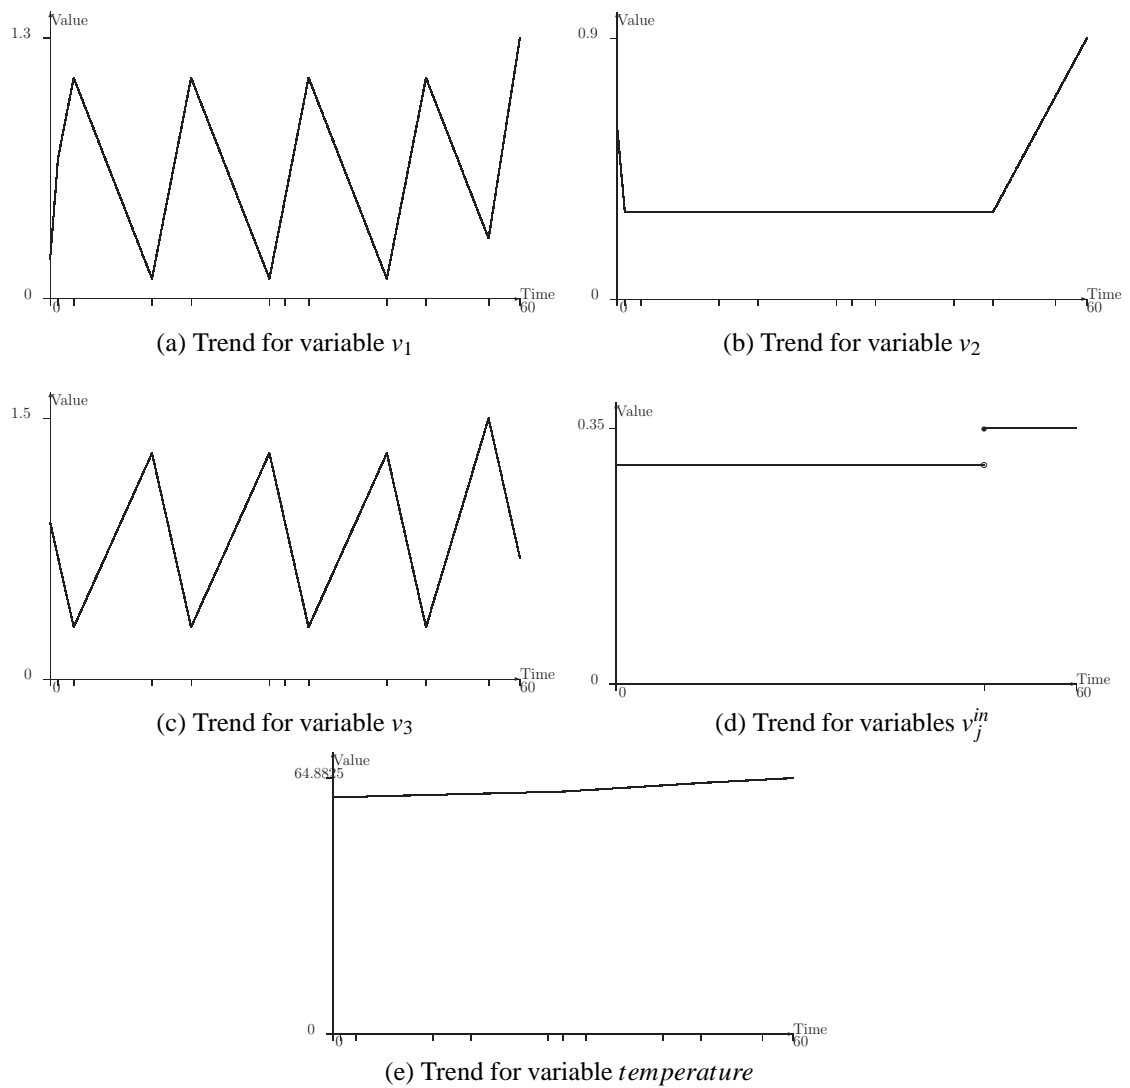 Value
1.3
0
0
Time
60
(a) Trend for variable v1
Value
0.9
0
0
Time
60
(b) Trend for variable v2
Value
1.5
0
0
Time
60
(c) Trend for variable v3
Value
0.35
0
0
Time
60
(d) Trend for variables v_j^in
Value
64.8825
0
0
Time
60
(e) Trend for variable temperature